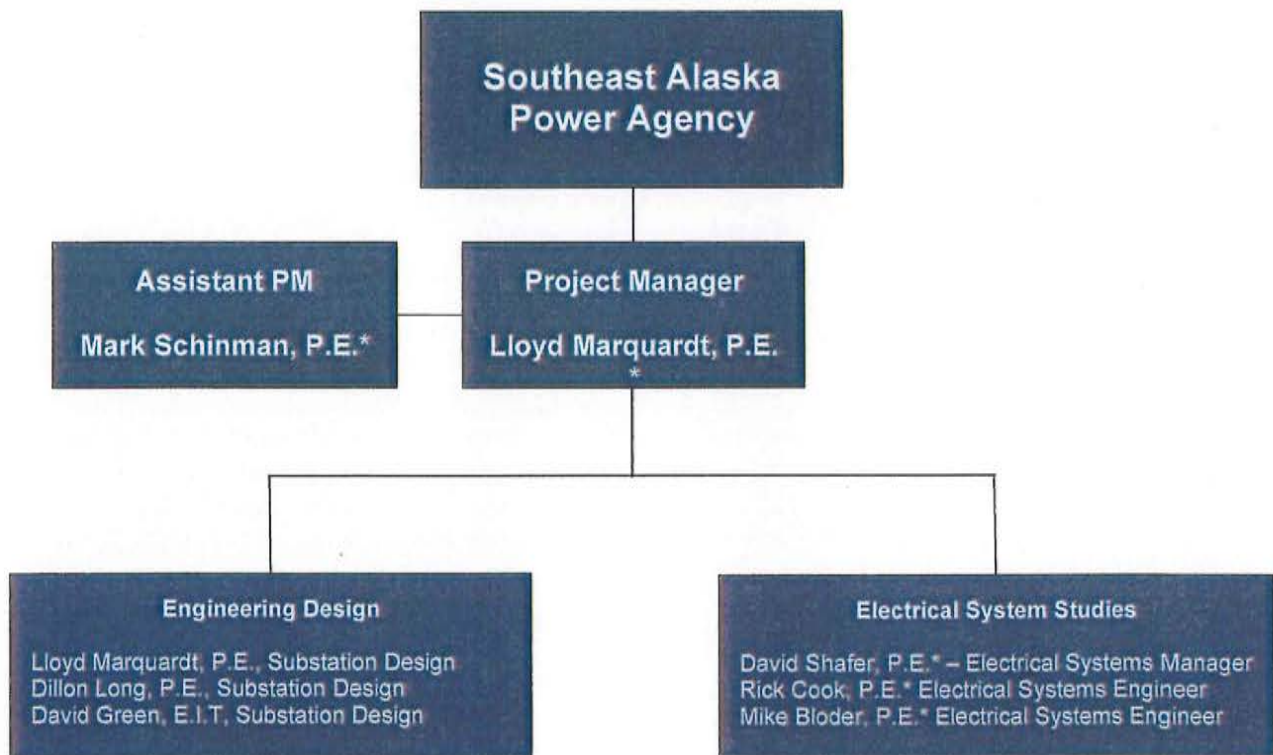 Southeast Alaska
Power Agency
Assistant PM
Mark Schinman, P.E.*
Project Manager
Lloyd Marquardt, P.E.
*
Engineering Design
Lloyd Marquardt, P.E., Substation Design
Dillon Long, P.E., Substation Design
David Green, E.I.T, Substation Design
Electrical System Studies
David Shafer, P.E.* – Electrical Systems Manager
Rick Cook, P.E.* Electrical Systems Engineer
Mike Bloder, P.E.* Electrical Systems Engineer